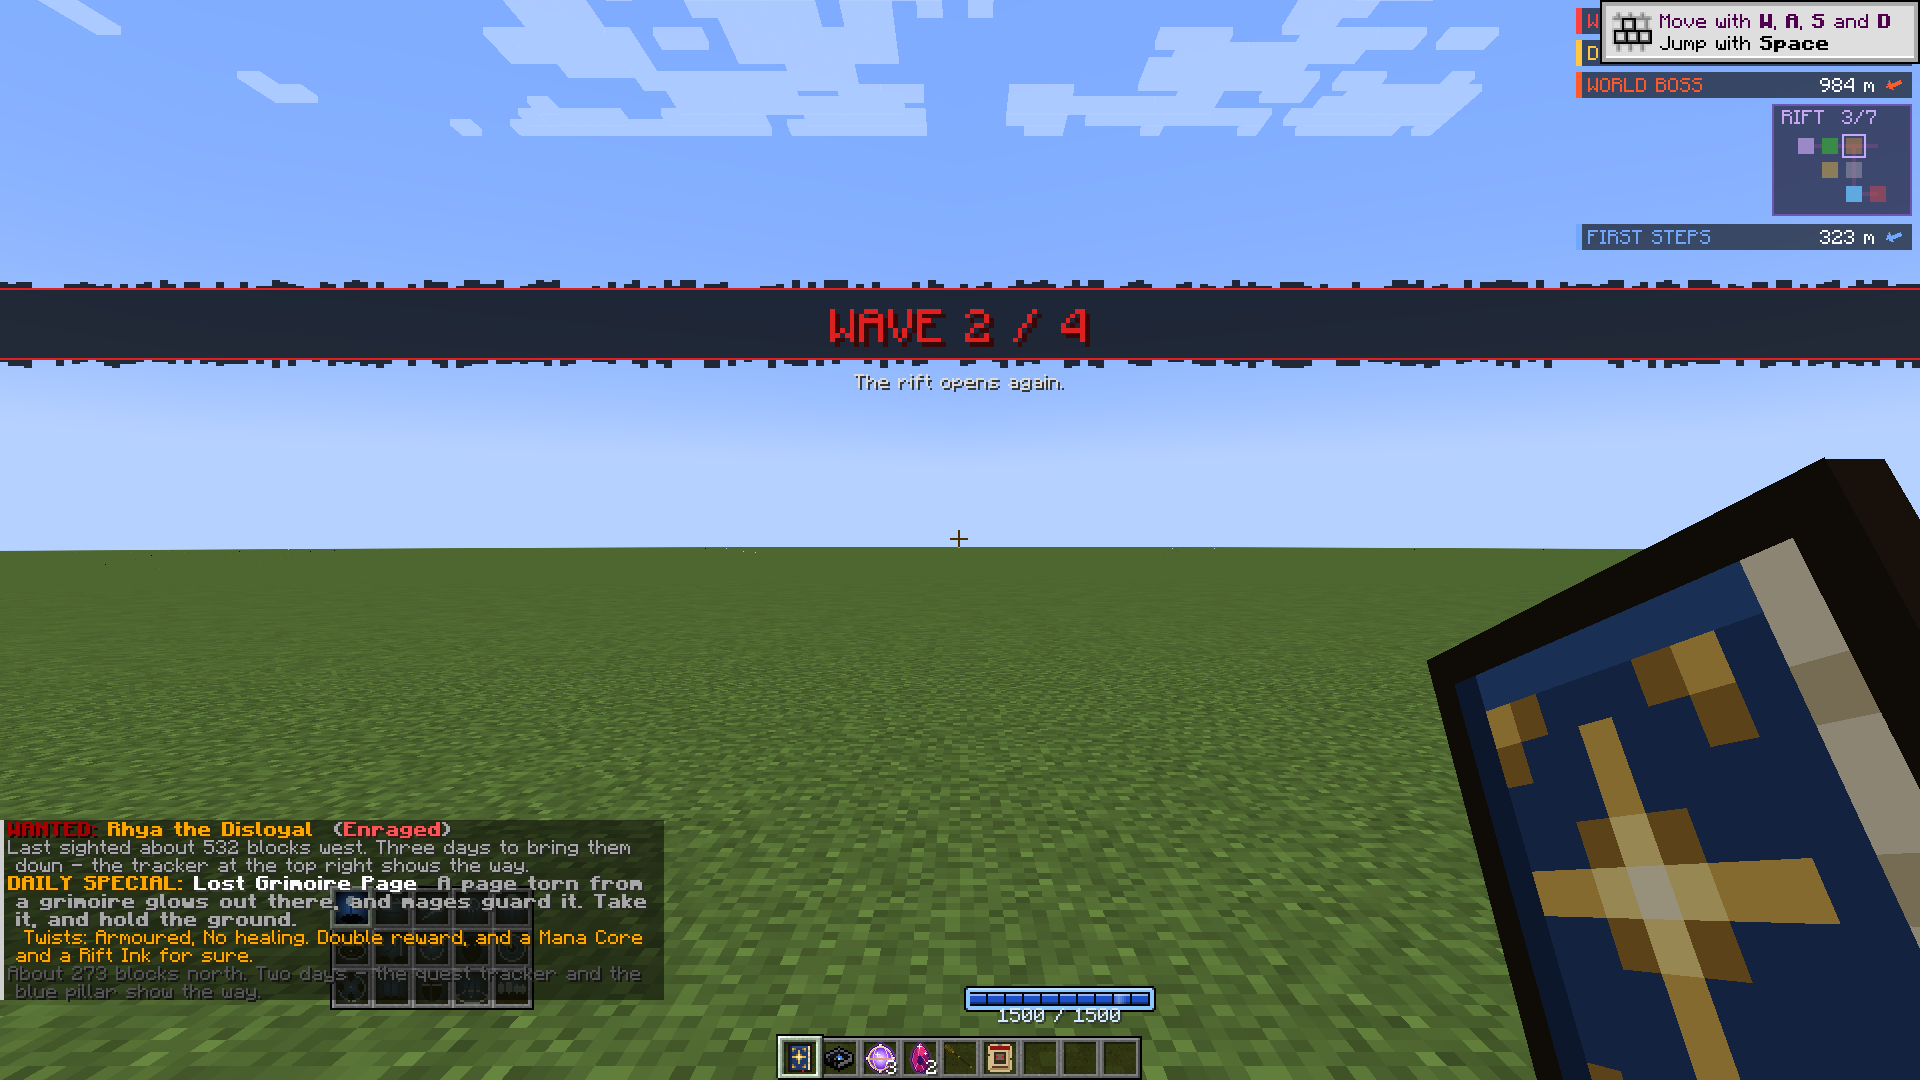 W
Move with W, A, S and D
D
Jump with Space
WORLD BOSS 984 m
RIFT 3/7
FIRST STEPS 323 m
WAVE 2 / 4
The rift opens again.
WANTED: Rhya the Disloyal (Enraged)
Last sighted about 532 blocks west. Three days to bring them
down - the tracker at the top right shows the way.
DAILY SPECIAL: Lost Grimoire Page A page torn from
a grimoire glows out there, and mages guard it. Take
it, and hold the ground.
Twists: Armoured, No healing. Double reward, and a Mana Core
and a Rift Ink for sure.
About 273 blocks north. Two days - the quest tracker and the
blue pillar show the way.
1500 / 1500
3
2